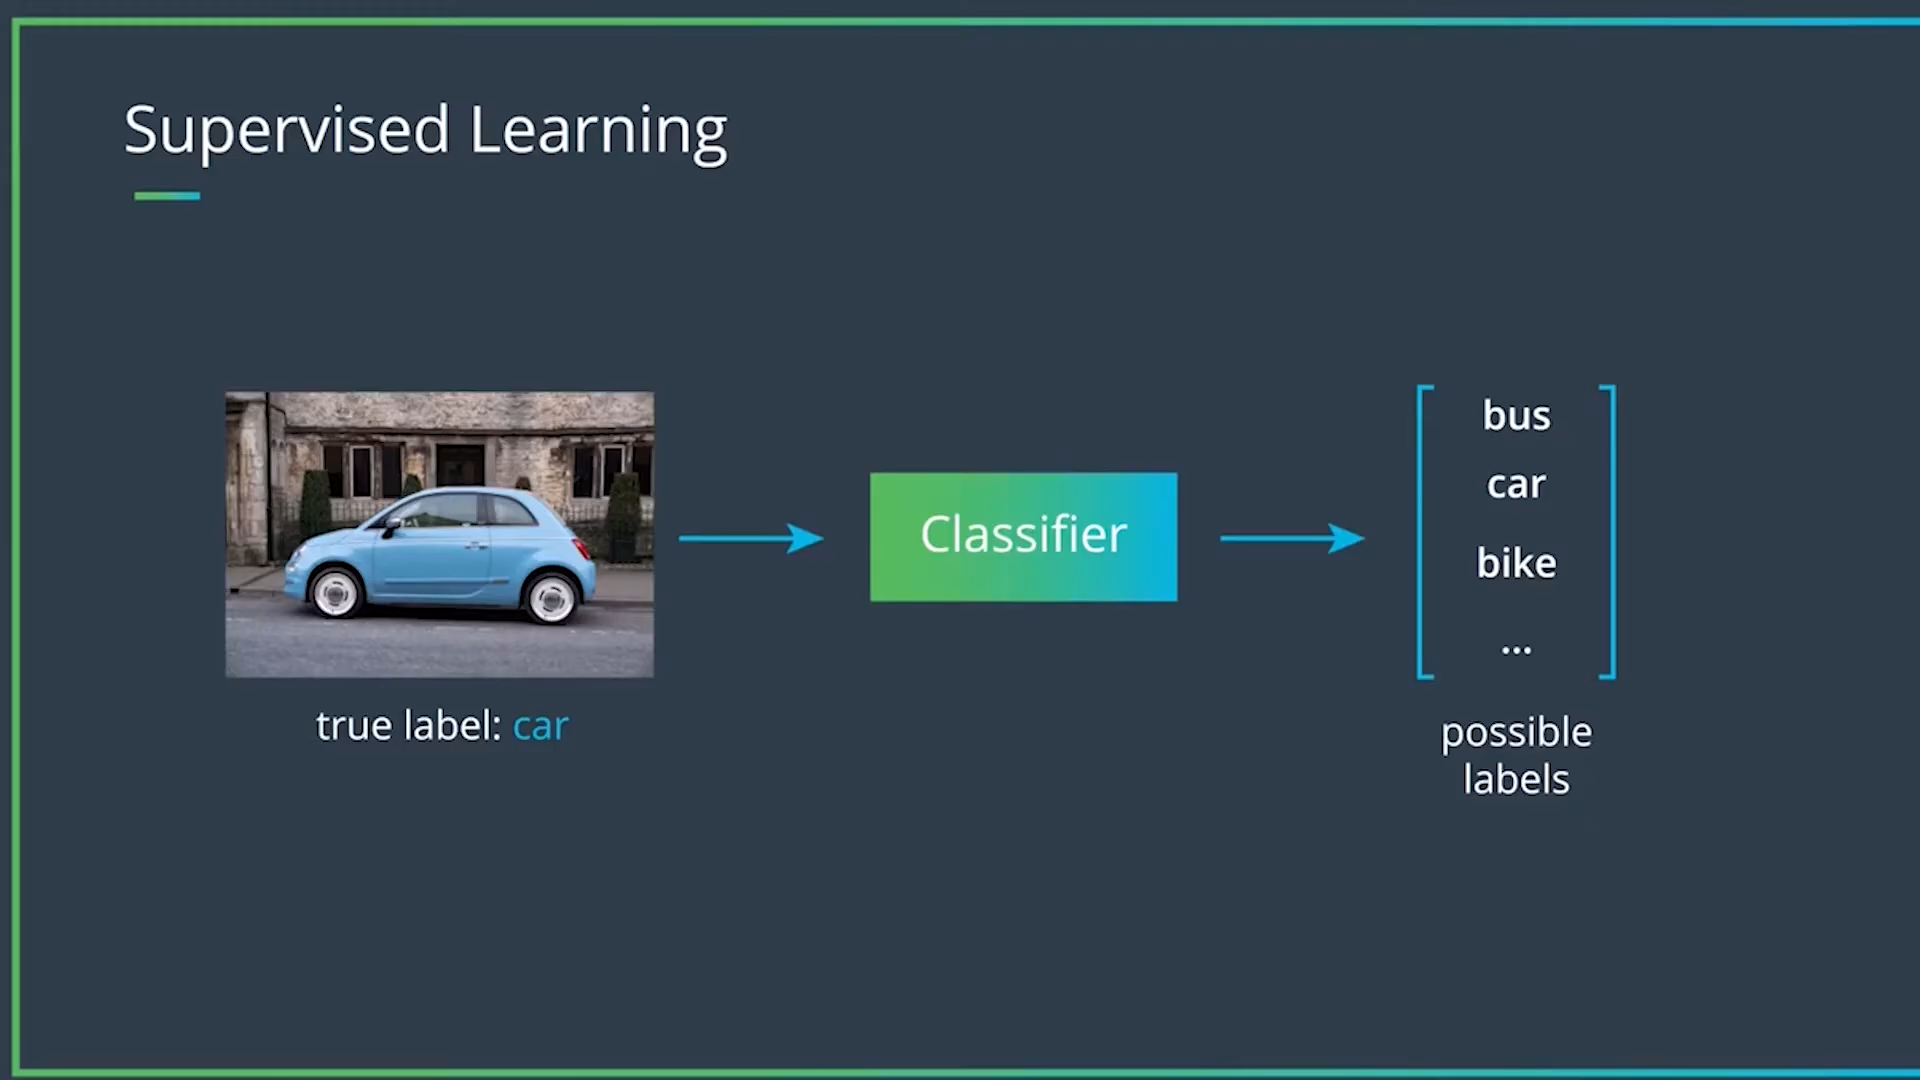 Supervised Learning
Classifier
bus
car
bike
...
true label: car
possible
labels